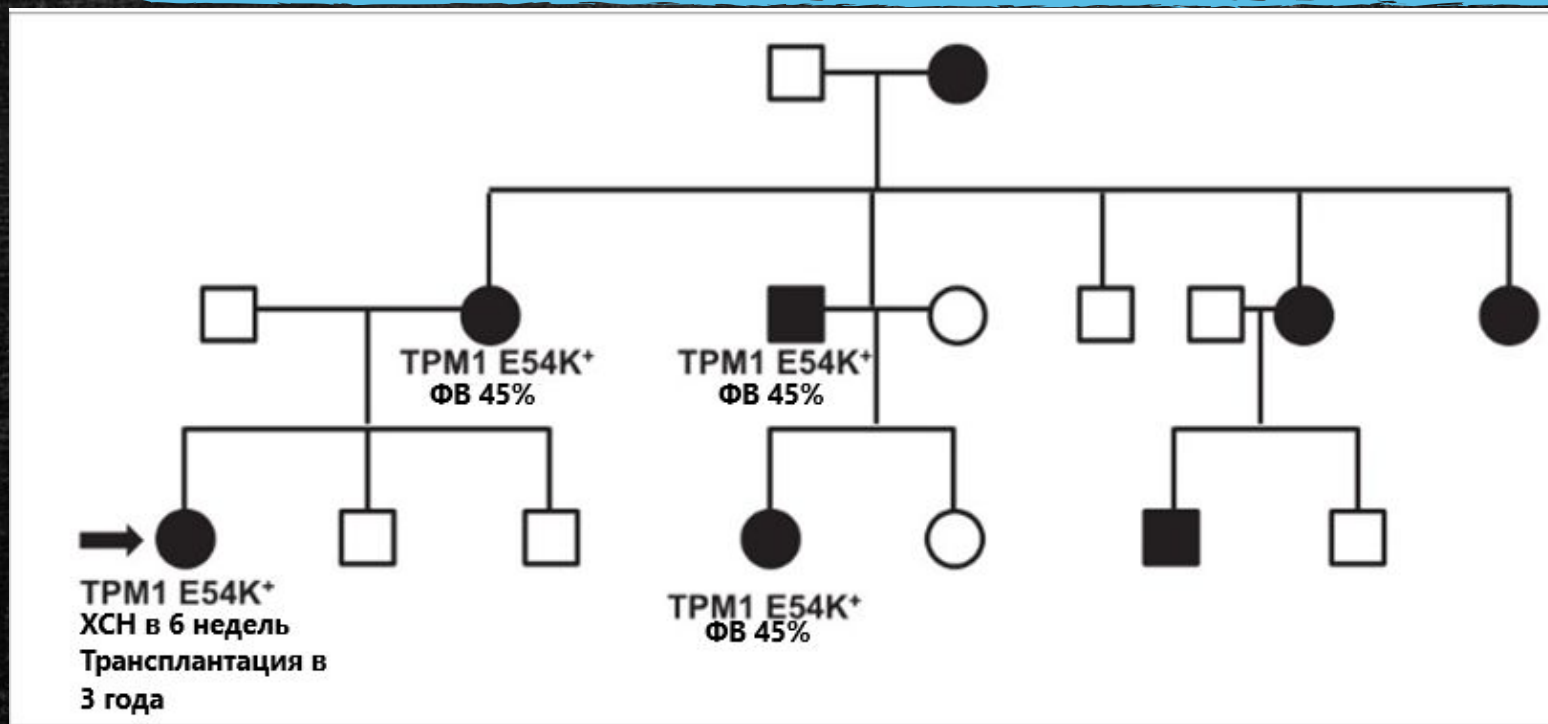 TPM1 E54K⁺
ФВ 45%
TPM1 E54K⁺
ФВ 45%
TPM1 E54K⁺
ХСН в 6 недель
Трансплантация в
3 года
TPM1 E54K⁺
ФВ 45%